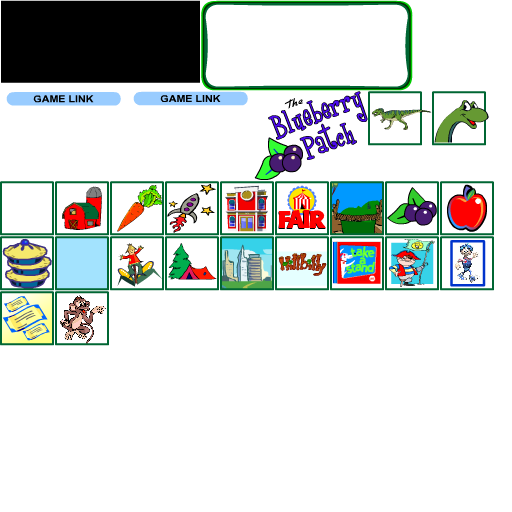 GAME LINK GAME LINK
The
Blueberry
Patch
FAIR
Hillbilly
take
a
stand